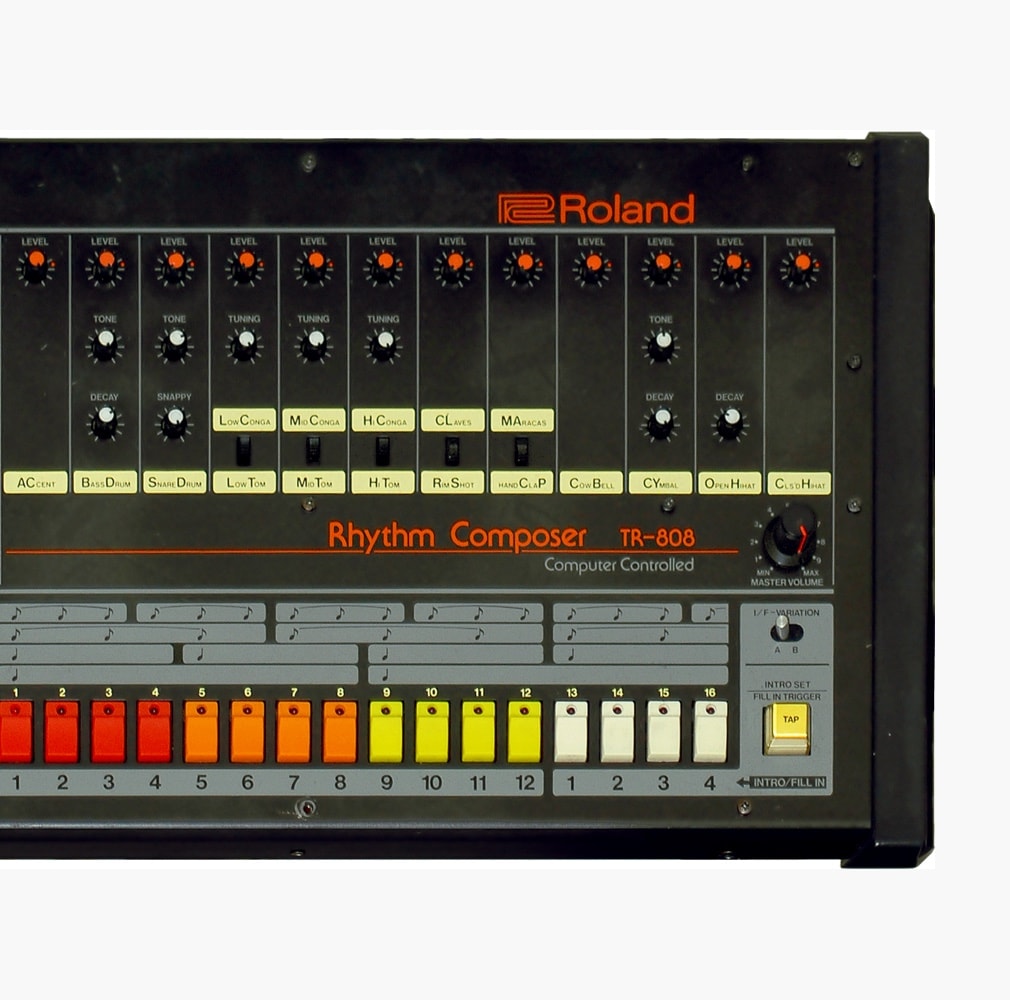 Roland
LEVEL LEVEL LEVEL LEVEL LEVEL LEVEL LEVEL LEVEL LEVEL LEVEL LEVEL LEVEL
TONE TONE TUNING TUNING TUNING TONE
DECAY SNAPPY DECAY DECAY
LOWCONGA MIDCONGA HICONGA CLAVES MARACAS
ACCENT BASSDRUM SNAREDRUM LOWTOM MIDTOM HITOM RIMSHOT HANDCLAP COWBELL CYMBAL OPENHIHAT CLS'DHIHAT
Rhythm Composer TR-808
Computer Controlled
MIN MAX
MASTER VOLUME
I/F-VARIATION
A B
INTRO SET
FILL IN TRIGGER
1 2 3 4 5 6 7 8 9 10 11 12 13 14 15 16
TAP
1 2 3 4 5 6 7 8 9 10 11 12 1 2 3 4 INTRO/FILL IN